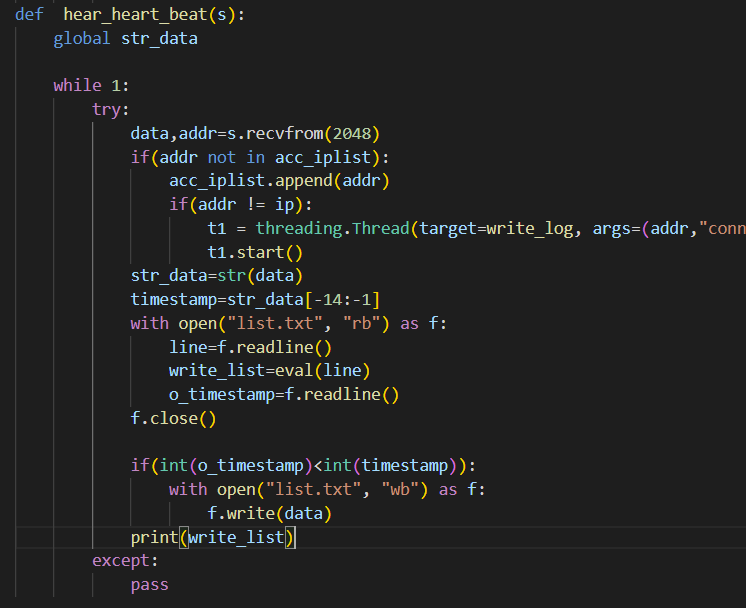 def  hear_heart_beat(s):
    global str_data

    while 1:
        try:
            data,addr=s.recvfrom(2048)
            if(addr not in acc_iplist):
                acc_iplist.append(addr)
                if(addr != ip):
                    t1 = threading.Thread(target=write_log, args=(addr,"conn
                    t1.start()
            str_data=str(data)
            timestamp=str_data[-14:-1]
            with open("list.txt", "rb") as f:
                line=f.readline()
                write_list=eval(line)
                o_timestamp=f.readline()
            f.close()

            if(int(o_timestamp)<int(timestamp)):
                with open("list.txt", "wb") as f:
                    f.write(data)
            print(write_list)
        except:
            pass